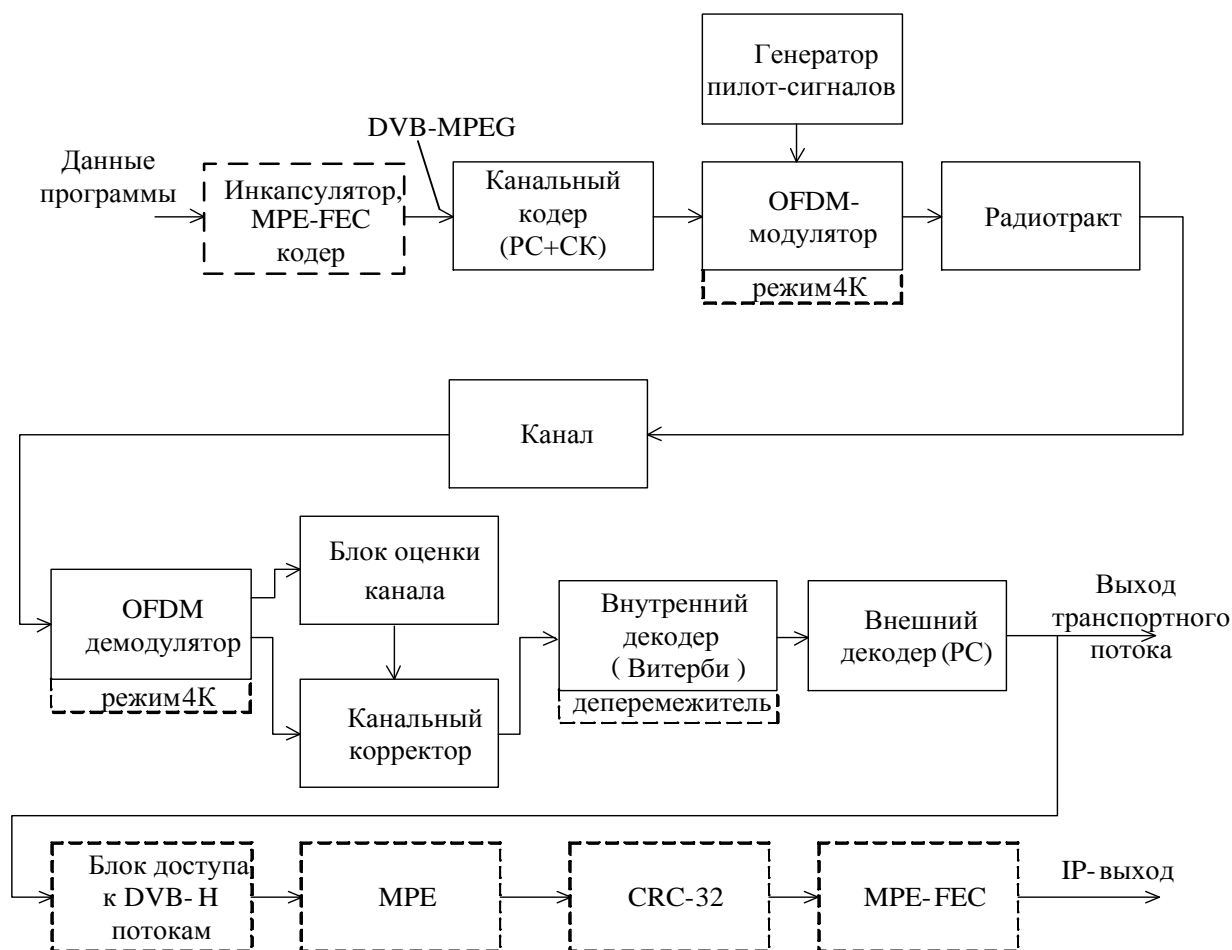 Генератор
пилот-сигналов
DVB-MPEG
Данные
программы
Инкапсулятор,
MPE-FEC
кодер
Канальный
кодер
(РС+СК)
OFDM-
модулятор
режим4К
Радиотракт
Канал
OFDM
демодулятор
режим4К
Блок оценки
канала
Канальный
корректор
Внутренний
декодер
( Витерби )
деперемежитель
Внешний
декодер(РС)
Выход
транспортного
потока
Блок доступа
к DVB-H
потокам
MPE
CRC-32
MPE-FEC
IP-выход